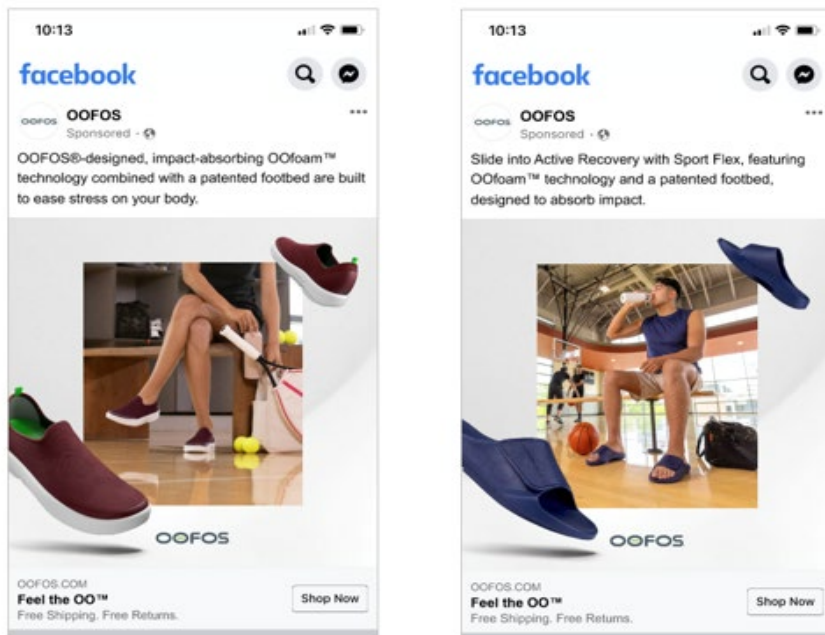 10:13
facebook
OOFOS
OOFOS
Sponsored ·
OOFOS®-designed, impact-absorbing OOfoam™
technology combined with a patented footbed are built
to ease stress on your body.
OOFOS
OOFOS.COM
Feel the OO™
Free Shipping. Free Returns.
Shop Now
10:13
facebook
OOFOS
OOFOS
Sponsored ·
Slide into Active Recovery with Sport Flex, featuring
OOfoam™ technology and a patented footbed,
designed to absorb impact.
OOFOS
OOFOS.COM
Feel the OO™
Free Shipping. Free Returns.
Shop Now